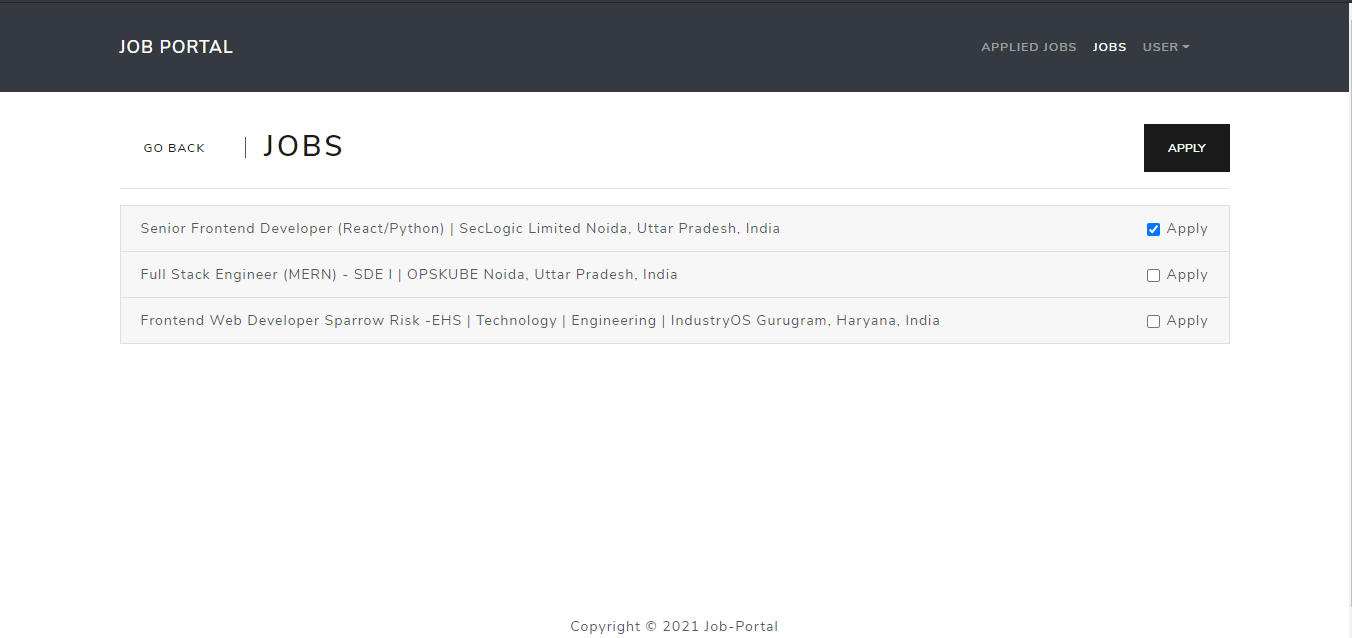 JOB PORTAL APPLIED JOBS JOBS USER
GO BACK | JOBS APPLY
Senior Frontend Developer (React/Python) | SecLogic Limited Noida, Uttar Pradesh, India Apply
Full Stack Engineer (MERN) - SDE I | OPSKUBE Noida, Uttar Pradesh, India Apply
Frontend Web Developer Sparrow Risk -EHS | Technology | Engineering | IndustryOS Gurugram, Haryana, India Apply
Copyright © 2021 Job-Portal